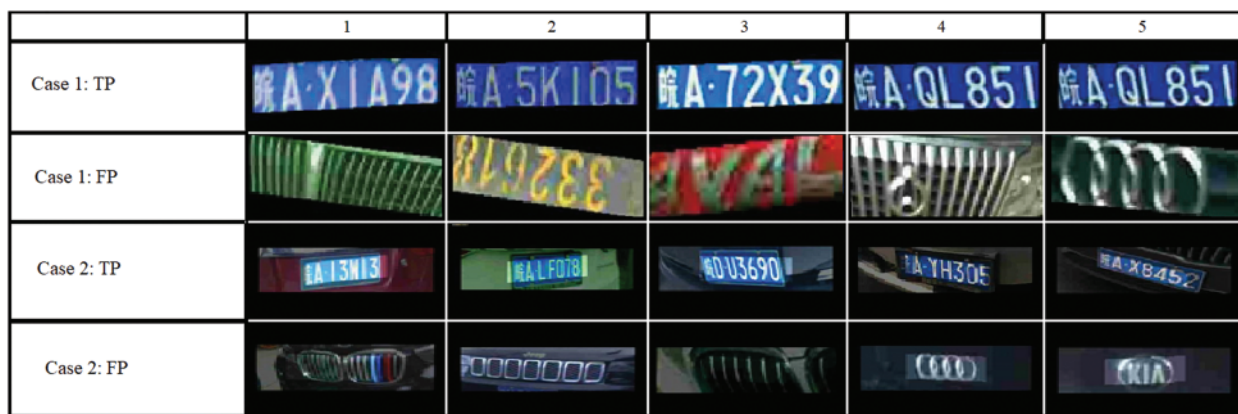 1 2 3 4 5
Case 1: TP
皖A·X1A98 皖A·5K105 皖A·72X39 皖A·QL851 皖A·QL851
Case 1: FP
332618
Case 2: TP
皖A·13M13 皖A·LF078 皖D·U3690 A·YH305 皖A·XB452
Case 2: FP
Jeep
KIA